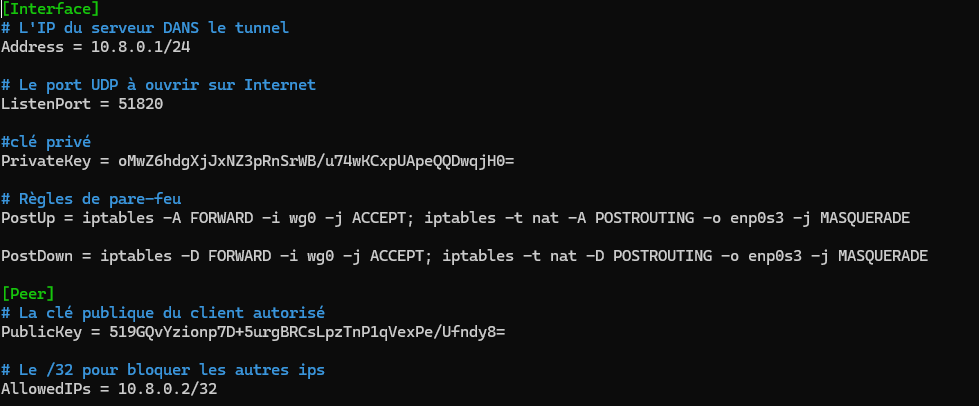 [Interface]
# L'IP du serveur DANS le tunnel
Address = 10.8.0.1/24
# Le port UDP à ouvrir sur Internet
ListenPort = 51820
#clé privé
PrivateKey = oMwZ6hdgXjJxNZ3pRnSrWB/u74wKCxpUApeQQDwqjH0=
# Règles de pare-feu
PostUp = iptables -A FORWARD -i wg0 -j ACCEPT; iptables -t nat -A POSTROUTING -o enp0s3 -j MASQUERADE
PostDown = iptables -D FORWARD -i wg0 -j ACCEPT; iptables -t nat -D POSTROUTING -o enp0s3 -j MASQUERADE
[Peer]
# La clé publique du client autorisé
PublicKey = 519GQvYzionp7D+5urgBRCsLpzTnP1qVexPe/Ufndy8=
# Le /32 pour bloquer les autres ips
AllowedIPs = 10.8.0.2/32